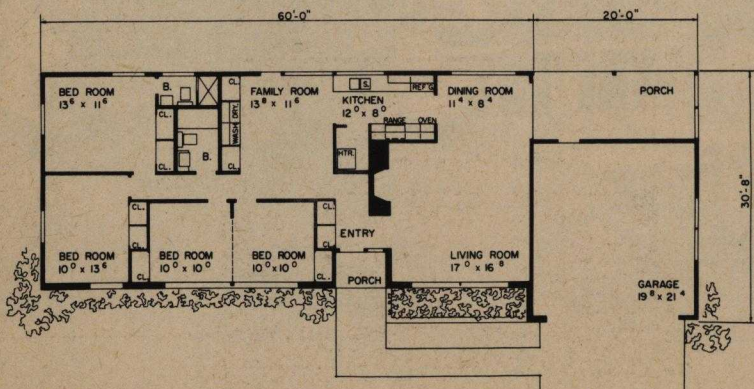 60'-0"
20'-0"
BED ROOM
13⁶ x 11⁶
B.
CL.
FAMILY ROOM
13⁸ x 11⁶
S.
REF'G
KITCHEN
12⁰ x 8⁰
DINING ROOM
11⁴ x 8⁴
PORCH
CL.
WASH
DRY.
B.
RANGE
OVEN
HTR.
CL.
CL.
30'-8"
CL.
CL.
CL.
BED ROOM
10⁰ x 13⁶
BED ROOM
10⁰ x 10⁰
BED ROOM
10⁰ x 10⁰
CL.
CL.
CL.
ENTRY
PORCH
LIVING ROOM
17⁰ x 16⁸
GARAGE
19⁸ x 21⁴